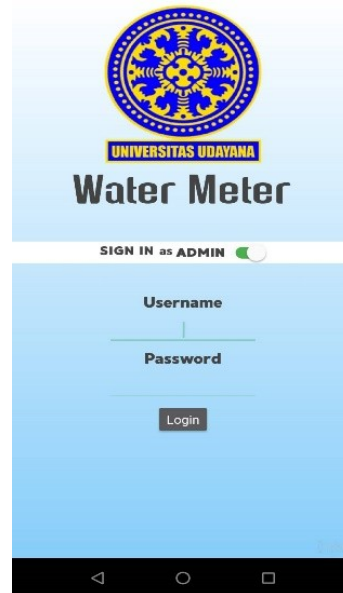 UNIVERSITAS UDAYANA
Water Meter
SIGN IN as ADMIN
Username
Password
Login